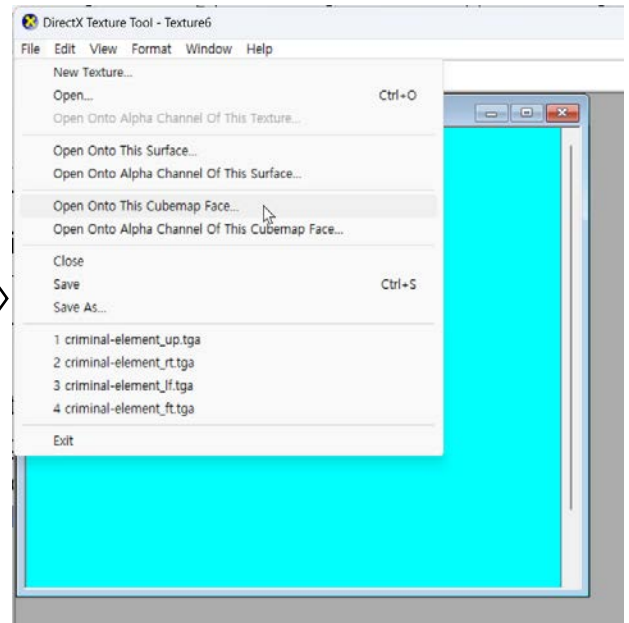 DirectX Texture Tool - Texture6
File Edit View Format Window Help
New Texture...
Open... Ctrl+O
Open Onto Alpha Channel Of This Texture...
Open Onto This Surface...
Open Onto Alpha Channel Of This Surface...
Open Onto This Cubemap Face...
Open Onto Alpha Channel Of This Cubemap Face...
Close
Save Ctrl+S
Save As...
1 criminal-element_up.tga
2 criminal-element_rt.tga
3 criminal-element_lf.tga
4 criminal-element_ft.tga
Exit